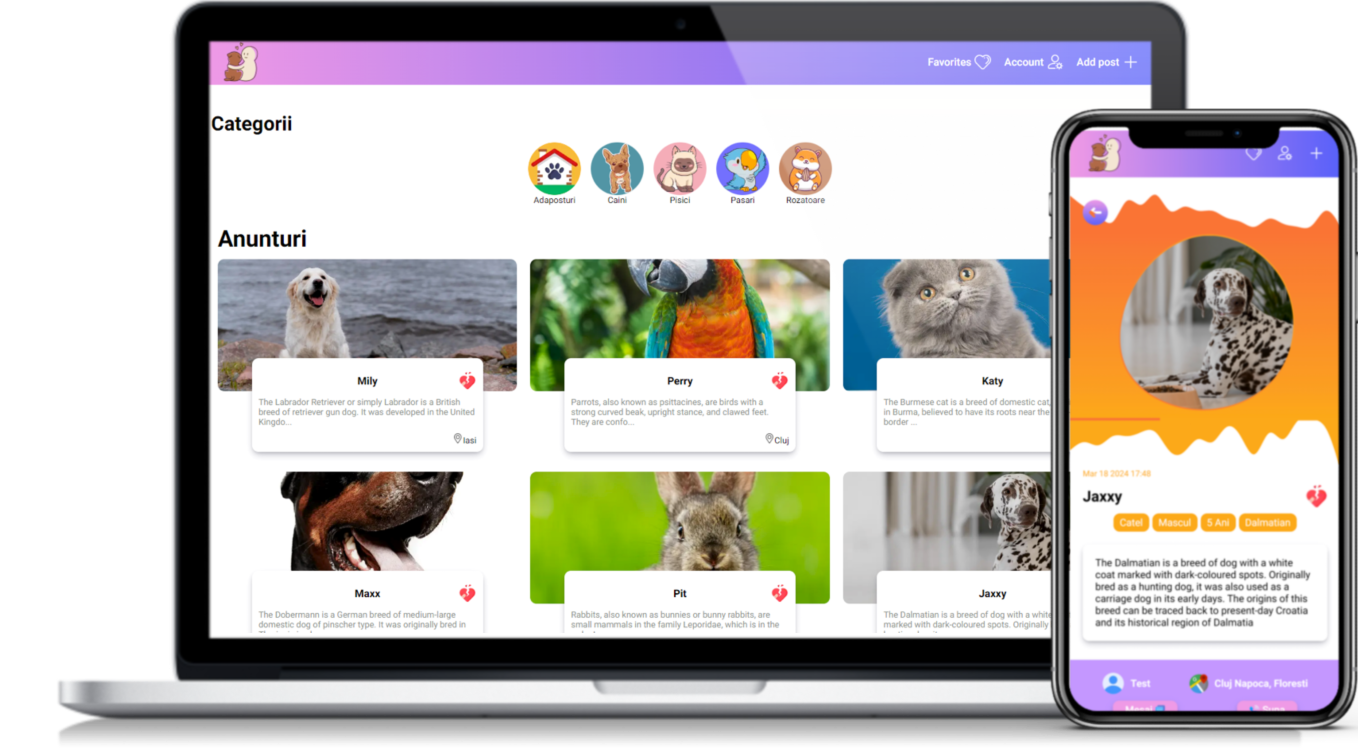 Favorites
Account
Add post
Categorii
Adaposturi
Caini
Pisici
Pasari
Rozatoare
Anunturi
Mily
The Labrador Retriever or simply Labrador is a British
breed of retriever gun dog. It was developed in the United
Kingdo...
Iasi
Perry
Parrots, also known as psittacines, are birds with a
strong curved beak, upright stance, and clawed feet.
They are confo...
Cluj
Katy
The Burmese cat is a breed of domestic cat,
in Burma, believed to have its roots near the
border ...
Maxx
The Dobermann is a German breed of medium-large
domestic dog of pinscher type. It was originally bred in
Pit
Rabbits, also known as bunnies or bunny rabbits, are
small mammals in the family Leporidae, which is in the
Jaxxy
The Dalmatian is a breed of dog with a white
marked with dark-coloured spots. Originally
Mar 18 2024 17:48
Jaxxy
Catel
Mascul
5 Ani
Dalmatian
The Dalmatian is a breed of dog with a white
coat marked with dark-coloured spots. Originally
bred as a hunting dog, it was also used as a
carriage dog in its early days. The origins of this
breed can be traced back to present-day Croatia
and its historical region of Dalmatia
Test
Cluj Napoca, Floresti